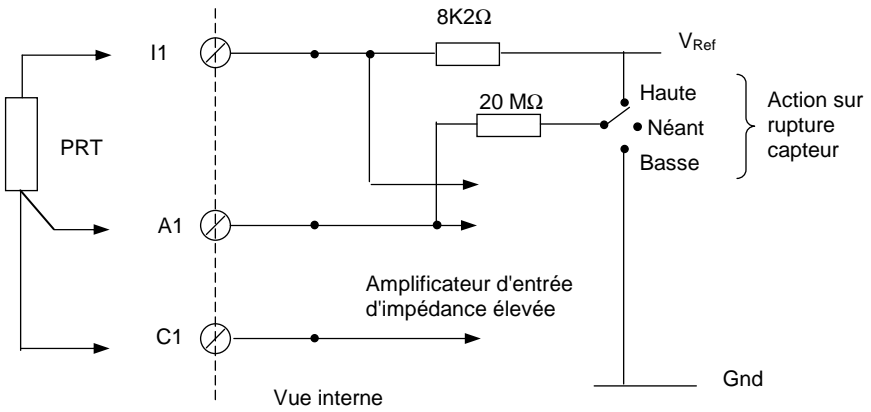 8K2Ω
I1
V_Ref
Haute
20 MΩ
Action sur
rupture
capteur
Néant
PRT
Basse
A1
Amplificateur d'entrée
d'impédance élevée
C1
Gnd
Vue interne